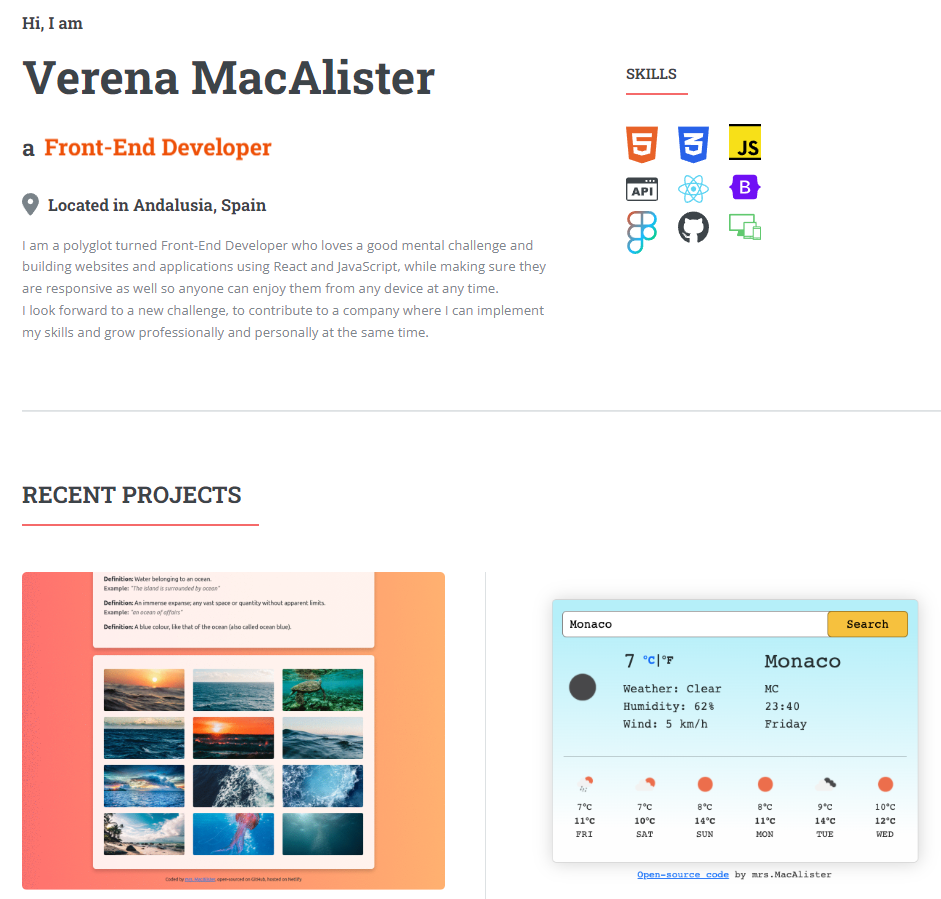 Hi, I am
Verena MacAlister
a Front-End Developer
Located in Andalusia, Spain
I am a polyglot turned Front-End Developer who loves a good mental challenge and
building websites and applications using React and JavaScript, while making sure they
are responsive as well so anyone can enjoy them from any device at any time.
I look forward to a new challenge, to contribute to a company where I can implement
my skills and grow professionally and personally at the same time.
SKILLS
5
3
JS
API
B
RECENT PROJECTS
Definition: Water belonging to an ocean.
Example: "The island is surrounded by ocean"
Definition: An immense expanse; any vast space or quantity without apparent limits.
Example: "an ocean of affairs"
Definition: A blue colour, like that of the ocean (also called ocean blue).
Coded by mrs. MacAlister, open-sourced on GitHub, hosted on Netlify
Monaco
Search
7 °C|°F
Weather: Clear
Humidity: 62%
Wind: 5 km/h
Monaco
MC
23:40
Friday
7°C 7°C 8°C 8°C 9°C 10°C
11°C 10°C 14°C 11°C 14°C 12°C
FRI SAT SUN MON TUE WED
Open-source code by mrs.MacAlister